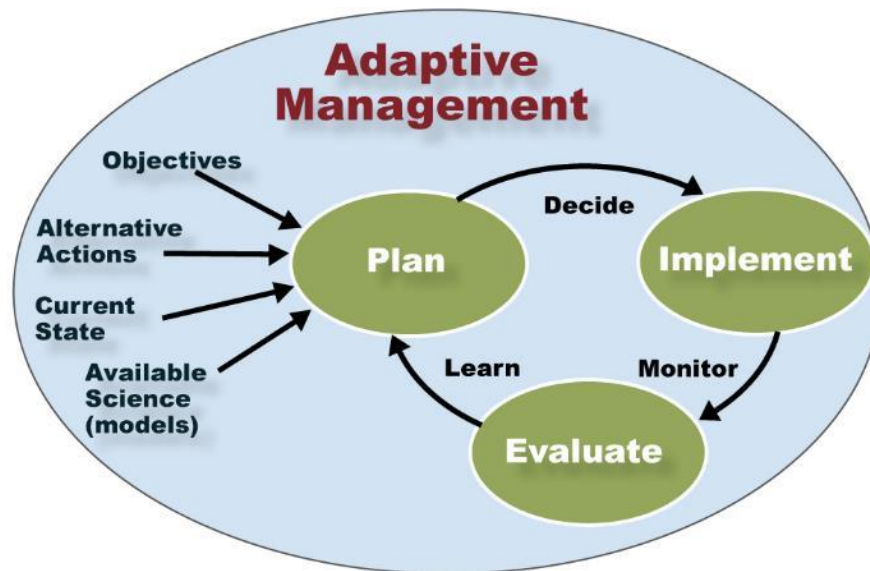 Adaptive
Management
Objectives
Alternative
Actions
Current
State
Available
Science
(models)
Plan
Decide
Implement
Monitor
Evaluate
Learn